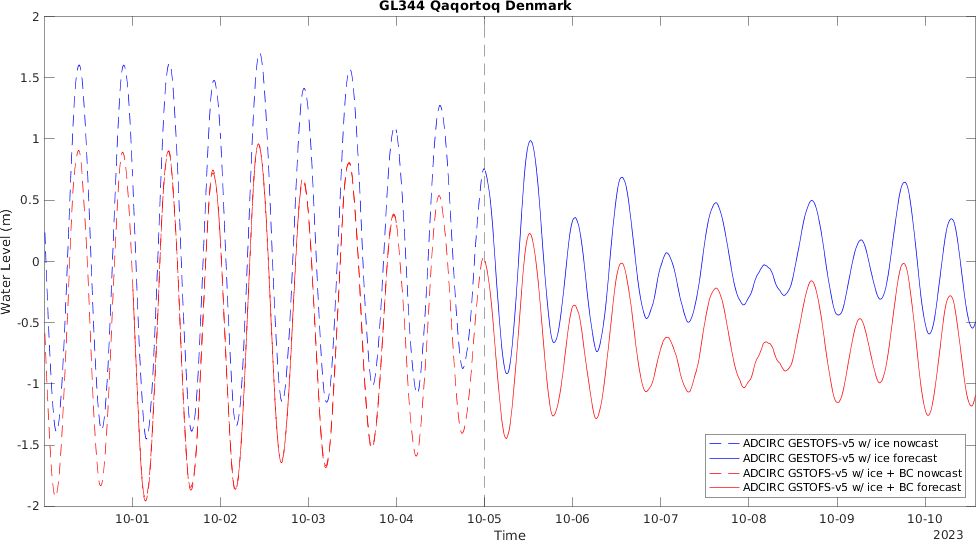 GL344 Qaqortoq Denmark
2
1.5
1
0.5
0
-0.5
-1
-1.5
-2
Water Level (m)
10-01 10-02 10-03 10-04 10-05 10-06 10-07 10-08 10-09 10-10
Time
2023
ADCIRC GESTOFS-v5 w/ ice nowcast
ADCIRC GESTOFS-v5 w/ ice forecast
ADCIRC GSTOFS-v5 w/ ice + BC nowcast
ADCIRC GSTOFS-v5 w/ ice + BC forecast